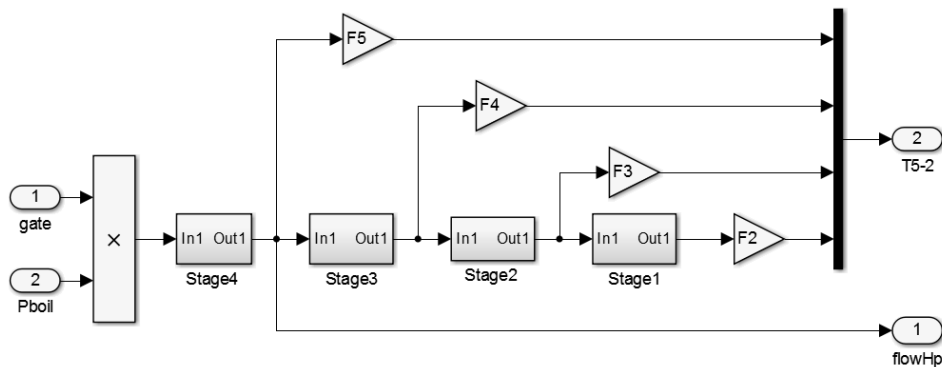 F5
F4
2
T5-2
1
gate
F3
×
In1 Out1
In1 Out1
In1 Out1
In1 Out1
F2
Stage4
Stage3
Stage2
Stage1
2
Pboil
1
flowHp